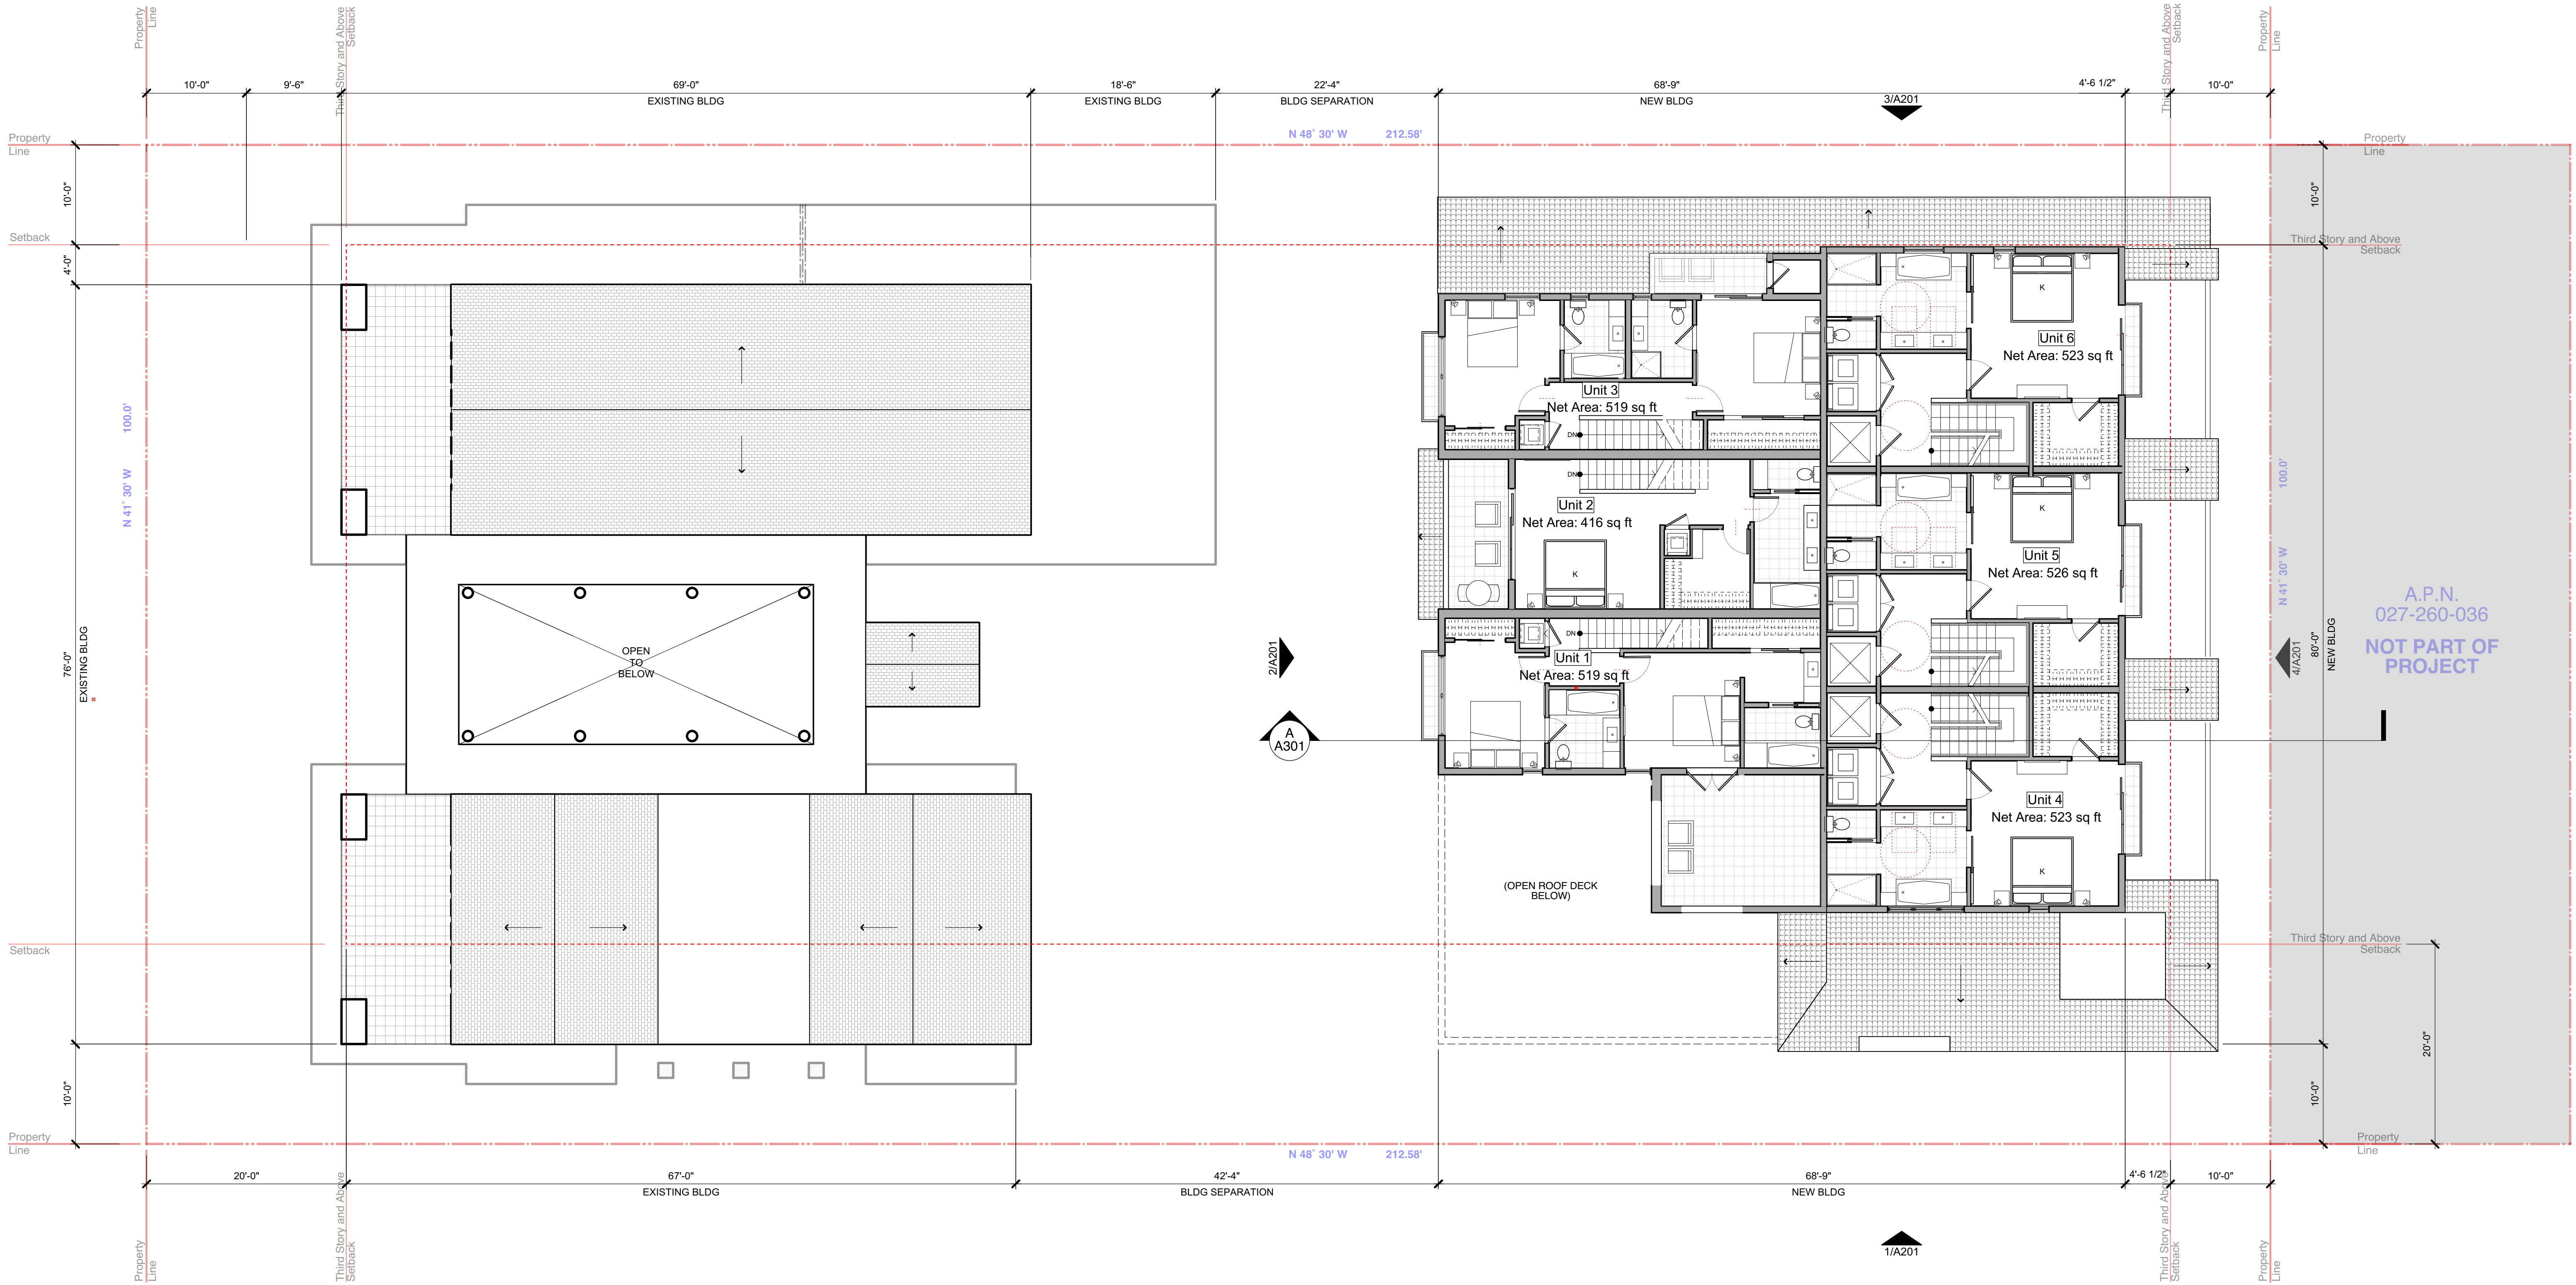 Property
Line
Third Story and Above
Setback
Third Story and Above
Setback
Property
Line
10'-0"
9'-6"
69'-0"
18'-6"
22'-4"
68'-9"
4'-6 1/2"
10'-0"
EXISTING BLDG
EXISTING BLDG
BLDG SEPARATION
NEW BLDG
3/A201
N 48° 30' W 212.58'
Property
Line
Property
Line
10'-0"
10'-0"
Setback
Third Story and Above
Setback
4'-0"
K
Unit 6
Net Area: 523 sq ft
Unit 3
Net Area: 519 sq ft
DN
N 41° 30' W 100.0'
N 41° 30' W 100.0'
DN
K
Unit 2
Net Area: 416 sq ft
Unit 5
Net Area: 526 sq ft
K
A.P.N.
027-260-036
NOT PART OF
PROJECT
76'-0"
EXISTING BLDG
OPEN
TO
BELOW
2/A201
DN
Unit 1
Net Area: 519 sq ft
4/A201
80'-0"
NEW BLDG
A
A301
Unit 4
Net Area: 523 sq ft
K
(OPEN ROOF DECK
BELOW)
Setback
Third Story and Above
Setback
20'-0"
10'-0"
10'-0"
Property
Line
Property
Line
N 48° 30' W 212.58'
20'-0"
67'-0"
42'-4"
68'-9"
4'-6 1/2"
10'-0"
EXISTING BLDG
BLDG SEPARATION
NEW BLDG
1/A201
Property
Line
Third Story and Above
Setback
Third Story and Above
Setback
Property
Line